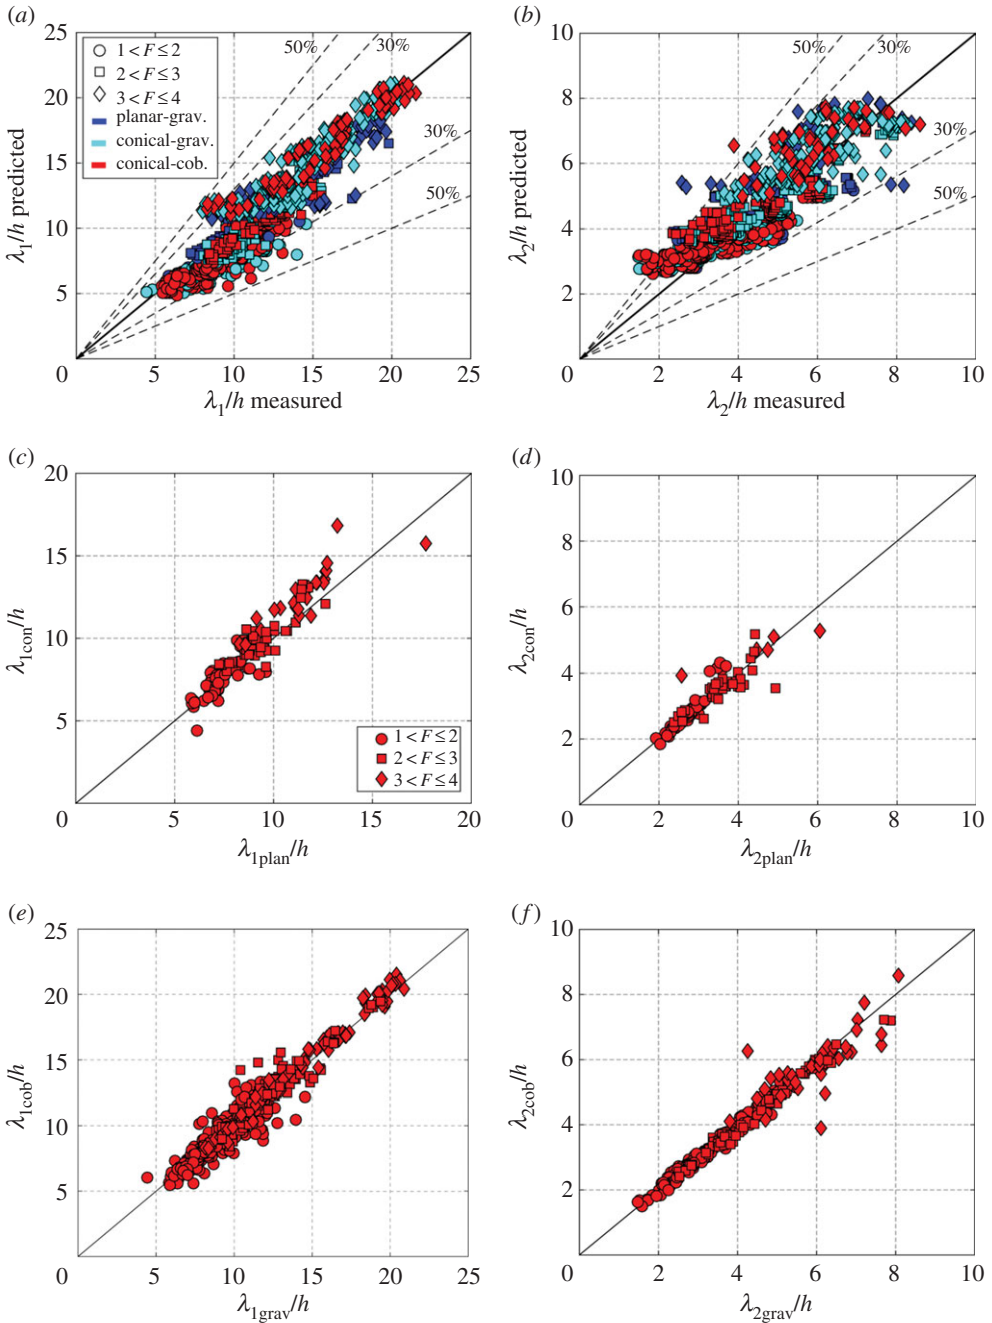 (a)
25
20
15
10
5
0
5
10
15
20
25
λ1/h predicted
λ1/h measured
1 < F ≤ 2
2 < F ≤ 3
3 < F ≤ 4
planar-grav.
conical-grav.
conical-cob.
50%
30%
30%
50%
(b)
10
8
6
4
2
0
2
4
6
8
10
λ2/h predicted
λ2/h measured
50%
30%
30%
50%
(c)
20
15
10
5
0
5
10
15
20
λ1con/h
λ1plan/h
1 < F ≤ 2
2 < F ≤ 3
3 < F ≤ 4
(d)
10
8
6
4
2
0
2
4
6
8
10
λ2con/h
λ2plan/h
(e)
25
20
15
10
5
0
5
10
15
20
25
λ1cob/h
λ1grav/h
(f)
10
8
6
4
2
0
2
4
6
8
10
λ2cob/h
λ2grav/h